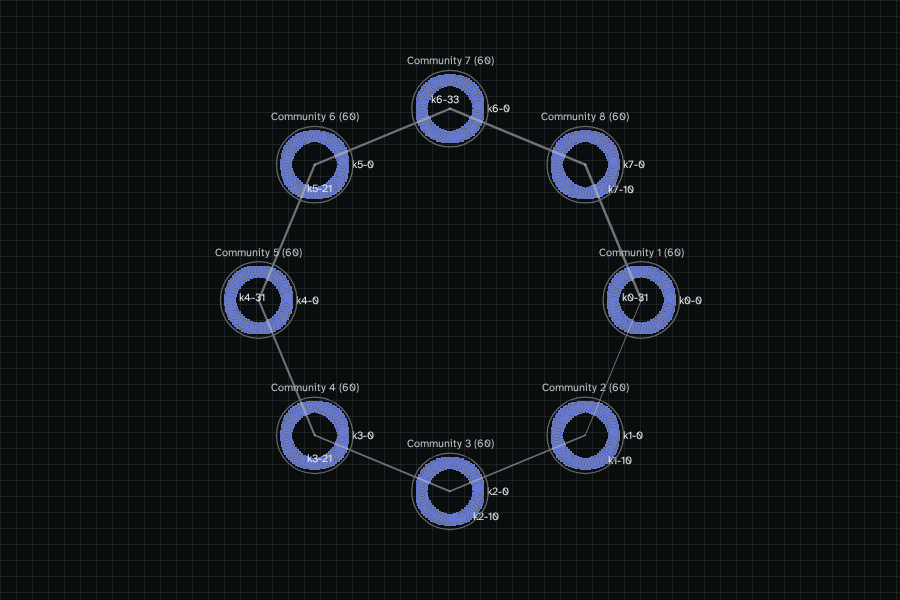 Community 7 (60)
k6-33
k6-0
Community 6 (60)
Community 8 (60)
k5-0
k7-0
k5-21
k7-10
Community 5 (60)
Community 1 (60)
k4-31
k4-0
k0-31
k0-0
Community 4 (60)
Community 2 (60)
k3-0
k1-0
k3-21
k1-10
Community 3 (60)
k2-0
k2-10